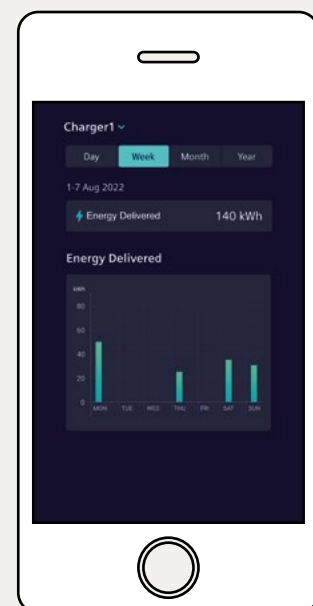 Charger1
Day Week Month Year
1-7 Aug 2022
Energy Delivered 140 kWh
Energy Delivered
kWh
80
60
40
20
0
MON TUE WED THU FRI SAT SUN